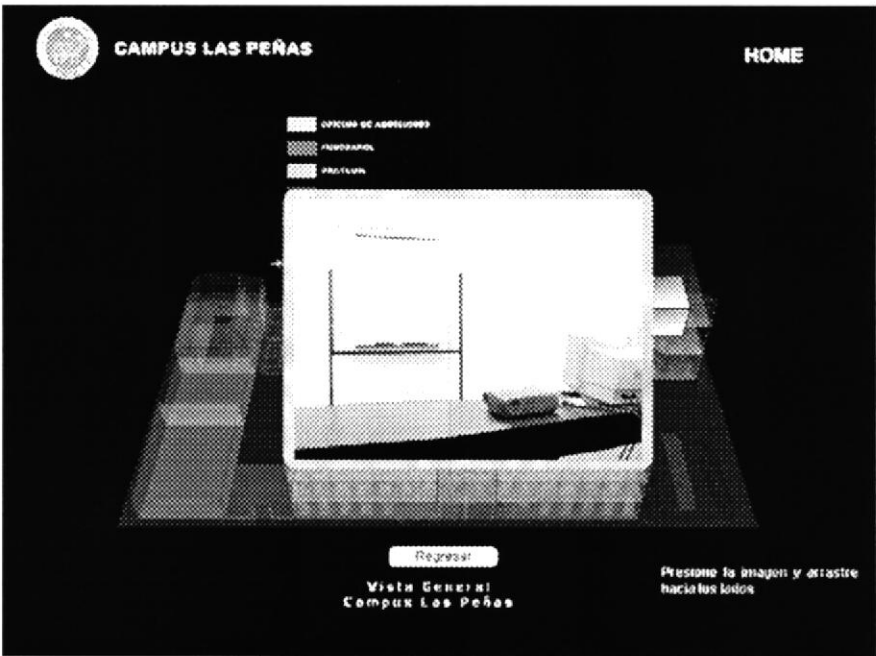 CAMPUS LAS PEÑAS
HOME
Regresar
Vista General
Campus Las Peñas
Presione la imagen y arrastre
hacia los lados